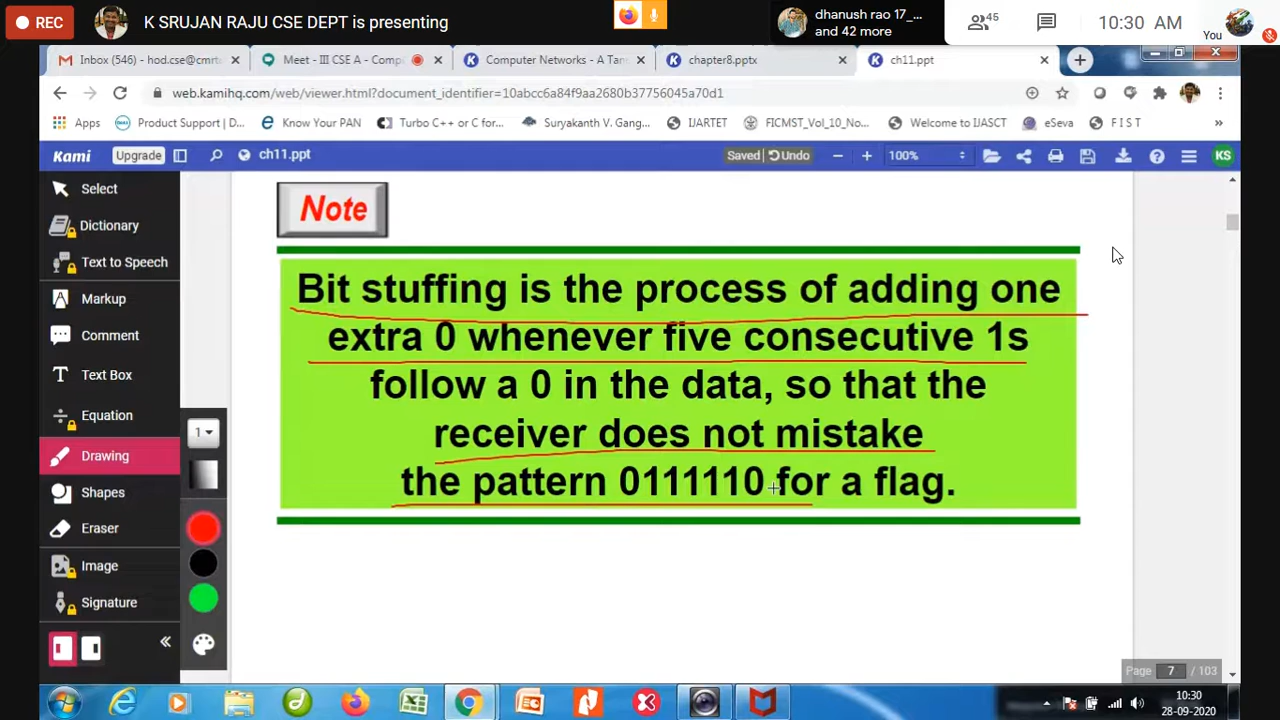 REC
K SRUJAN RAJU CSE DEPT is presenting
dhanush rao 17_...
and 42 more
45
10:30 AM
You
Inbox (546) - hod.cse@cmrt
Meet - III CSE A - Compu
Computer Networks - A Tan
chapter8.pptx
ch11.ppt
web.kamihq.com/web/viewer.html?document_identifier=10abcc6a84f9aa2680b37756045a70d1
Apps
Product Support | D...
Know Your PAN
Turbo C++ or C for...
Suryakanth V. Gang...
IJARTET
FICMST_Vol_10_No...
Welcome to IJASCT
eSeva
F I S T
»
Kami
Upgrade
ch11.ppt
Saved
Undo
100%
KS
Select
Dictionary
Text to Speech
Markup
Comment
Text Box
Equation
Drawing
Shapes
Eraser
Image
Signature
1
Note
Bit stuffing is the process of adding one
extra 0 whenever five consecutive 1s
follow a 0 in the data, so that the
receiver does not mistake
the pattern 0111110 for a flag.
Page 7 / 103
10:30
28-09-2020